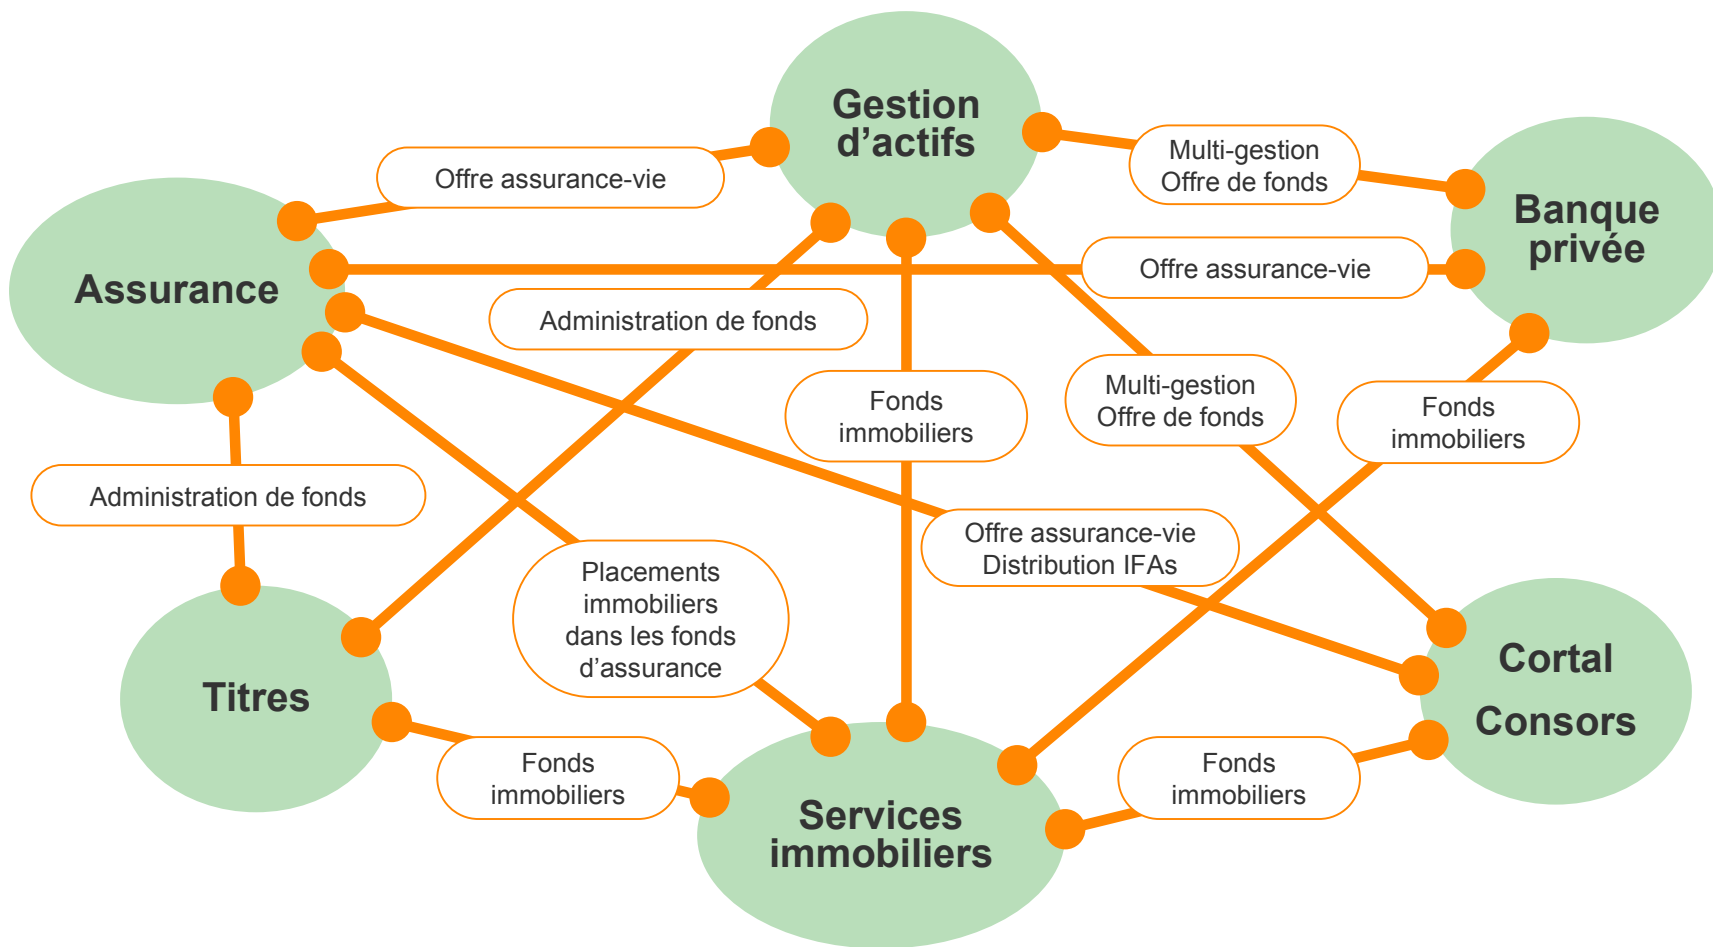 Gestion
d’actifs
Multi-gestion
Offre de fonds
Offre assurance-vie
Banque
privée
Assurance
Offre assurance-vie
Administration de fonds
Fonds
immobiliers
Multi-gestion
Offre de fonds
Fonds
immobiliers
Administration de fonds
Offre assurance-vie
Distribution IFAs
Placements
immobiliers
dans les fonds
d’assurance
Titres
Cortal
Consors
Fonds
immobiliers
Fonds
immobiliers
Services
immobiliers